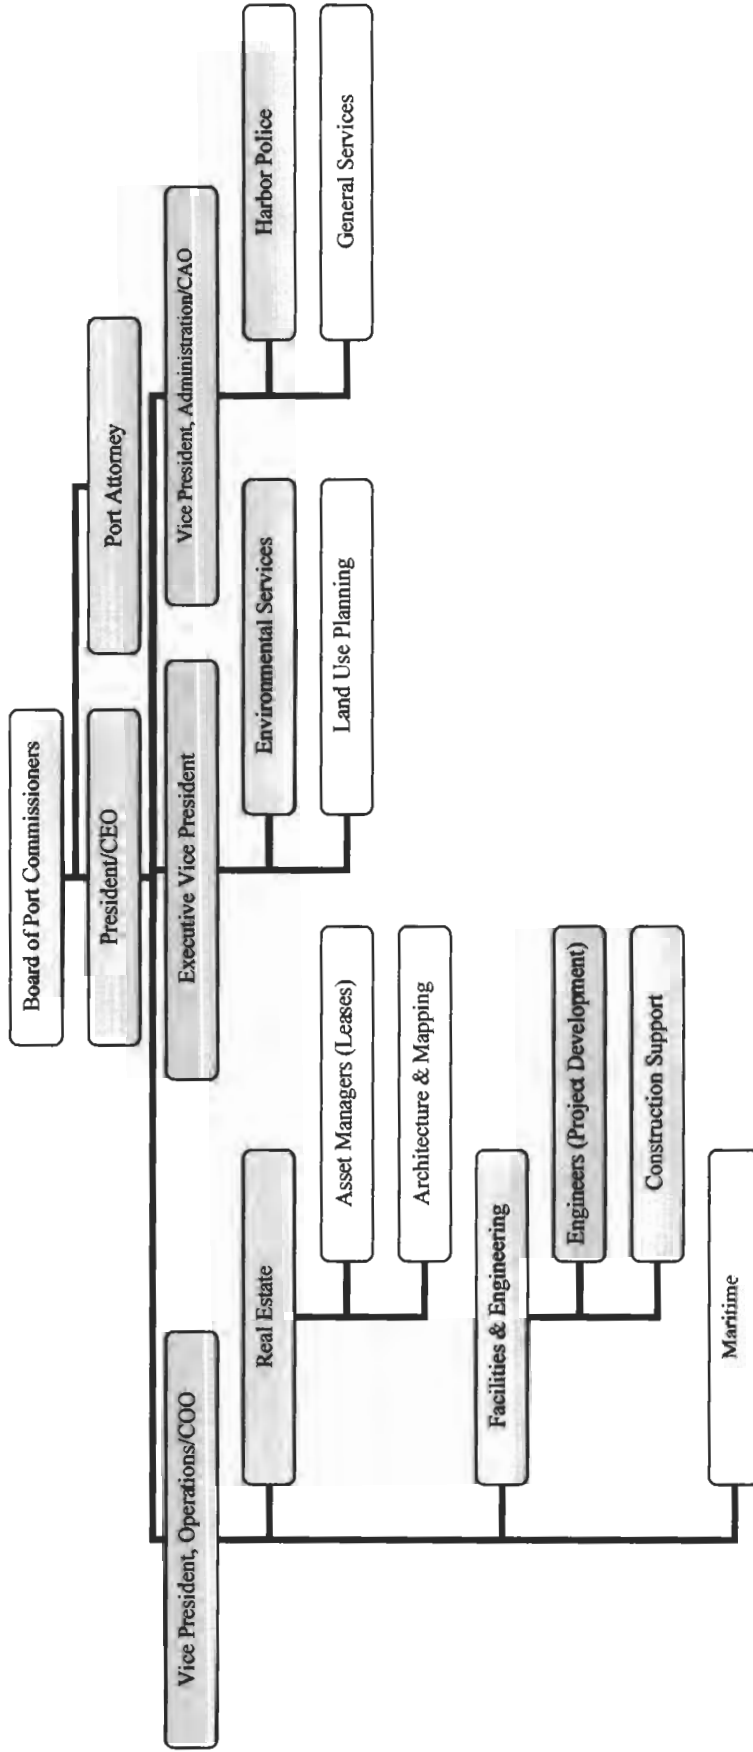 Board of Port Commissioners
President/CEO
Port Attorney
Vice President, Operations/COO
Executive Vice President
Vice President, Administration/CAO
Real Estate
Asset Managers (Leases)
Architecture & Mapping
Facilities & Engineering
Engineers (Project Development)
Construction Support
Maritime
Environmental Services
Land Use Planning
Harbor Police
General Services